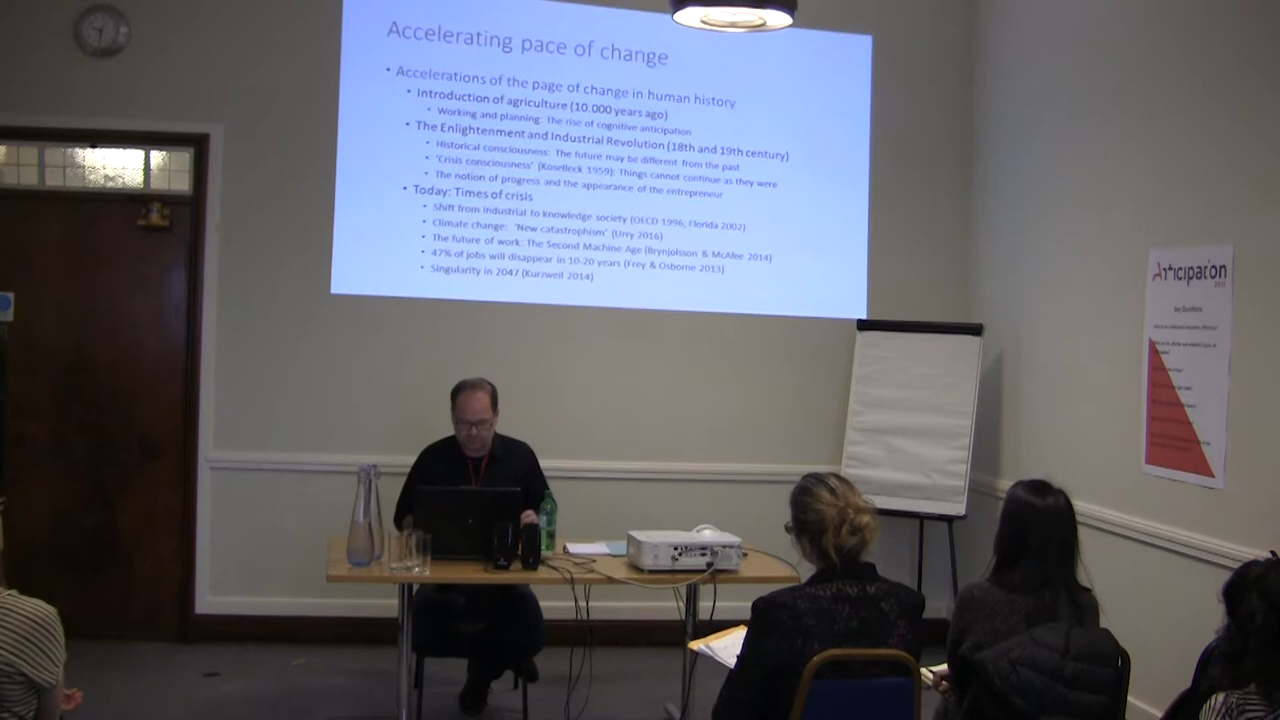 Accelerating pace of change
• Accelerations of the page of change in human history
• Introduction of agriculture (10.000 years ago)
• Working and planning: The rise of cognitive anticipation
• The Enlightenment and Industrial Revolution (18th and 19th century)
• Historical consciousness: The future may be different from the past
• 'Crisis consciousness' (Koselleck 1959): Things cannot continue as they were
• The notion of progress and the appearance of the entrepreneur
• Today: Times of crisis
• Shift from industrial to knowledge society (OECD 1996, Florida 2002)
• Climate change: 'New catastrophism' (Urry 2016)
• The future of work: The Second Machine Age (Brynjolsson & McAfee 2014)
• 47% of jobs will disappear in 10-20 years (Frey & Osborne 2013)
• Singularity in 2047 (Kurzweil 2014)
Anticipation
2017
Key Questions